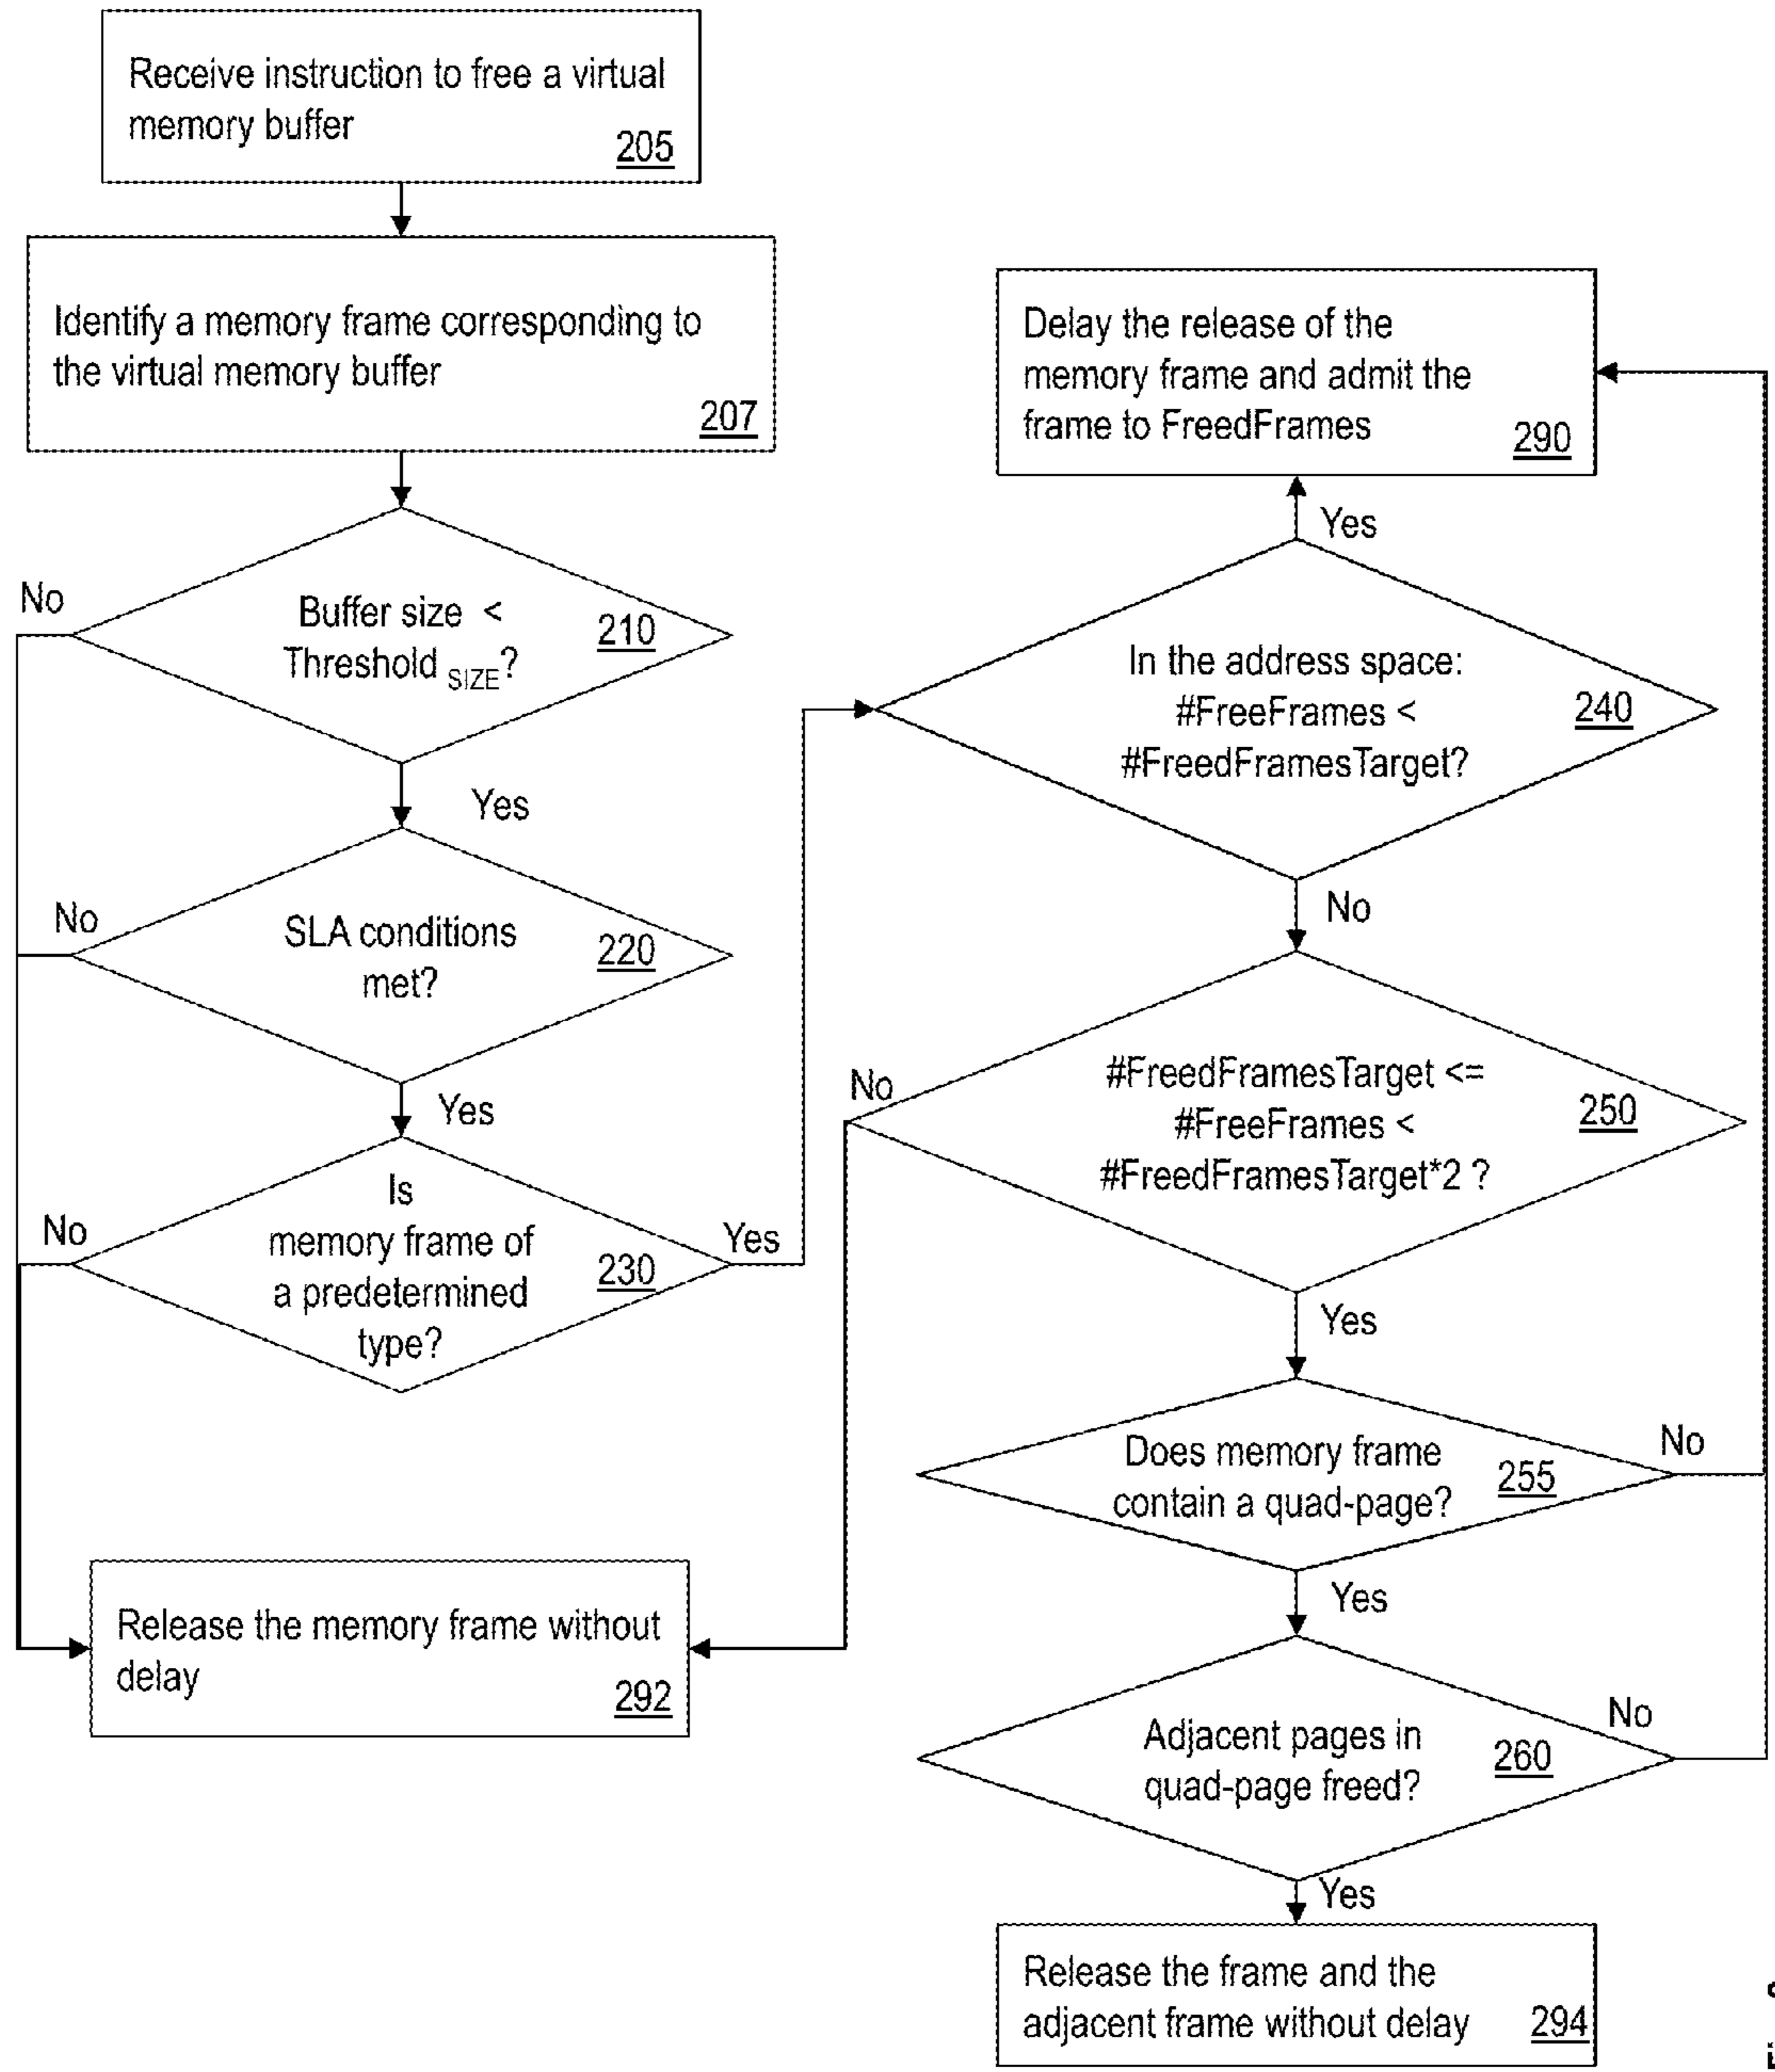 Receive instruction to free a virtual
memory buffer
205
Identify a memory frame corresponding to
the virtual memory buffer
207
No
Buffer size <
Threshold SIZE?
210
Yes
No
SLA conditions
met?
220
Yes
No
Is
memory frame of
a predetermined
type?
230
Yes
Release the memory frame without
delay
292
Delay the release of the
memory frame and admit the
frame to FreedFrames
290
Yes
In the address space:
#FreeFrames <
#FreedFramesTarget?
240
No
No
#FreedFramesTarget <=
#FreeFrames <
#FreedFramesTarget*2 ?
250
Yes
Does memory frame
contain a quad-page?
255
No
Yes
Adjacent pages in
quad-page freed?
260
No
Yes
Release the frame and the
adjacent frame without delay
294